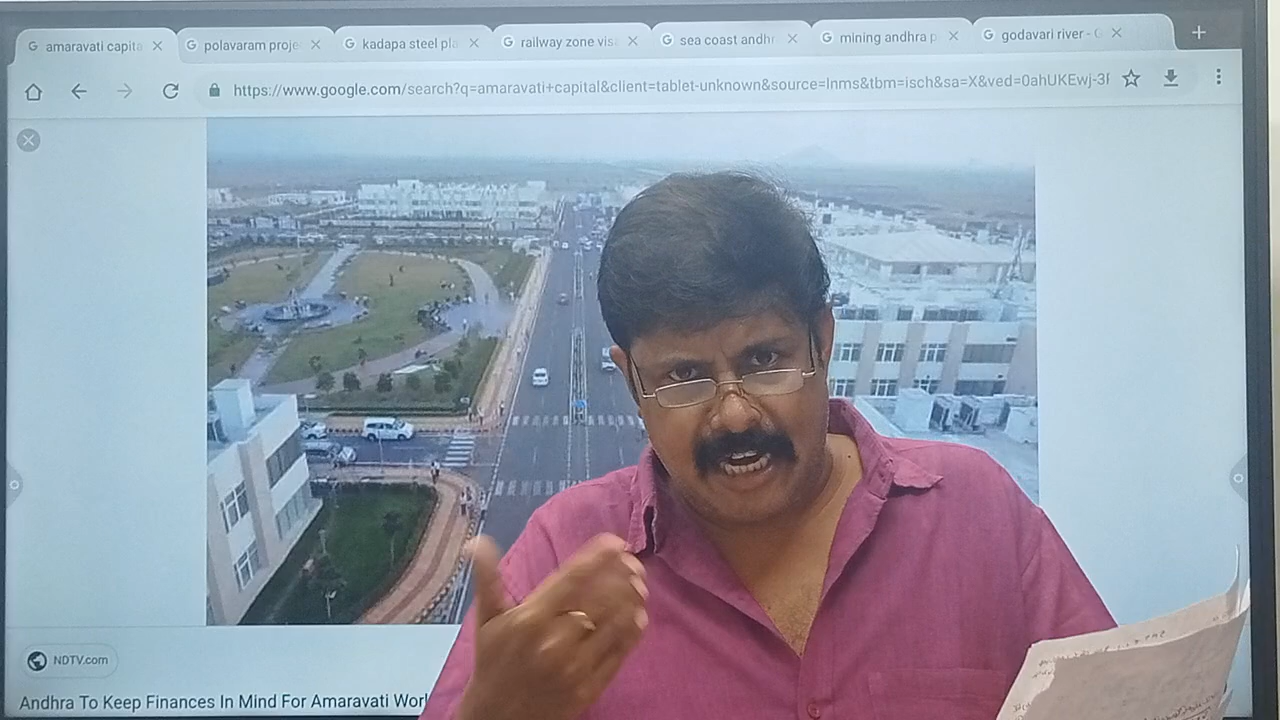 amaravati capita
polavaram proje
kadapa steel pla
railway zone visa
sea coast andhr
mining andhra p
godavari river - G
https://www.google.com/search?q=amaravati+capital&client=tablet-unknown&source=lnms&tbm=isch&sa=X&ved=0ahUKEwj-3f
NDTV.com
Andhra To Keep Finances In Mind For Amaravati Worl